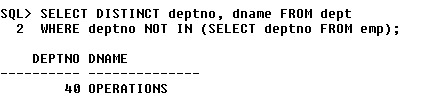 SQL> SELECT DISTINCT deptno, dname FROM dept
  2  WHERE deptno NOT IN (SELECT deptno FROM emp);
    DEPTNO DNAME
---------- --------------
        40 OPERATIONS